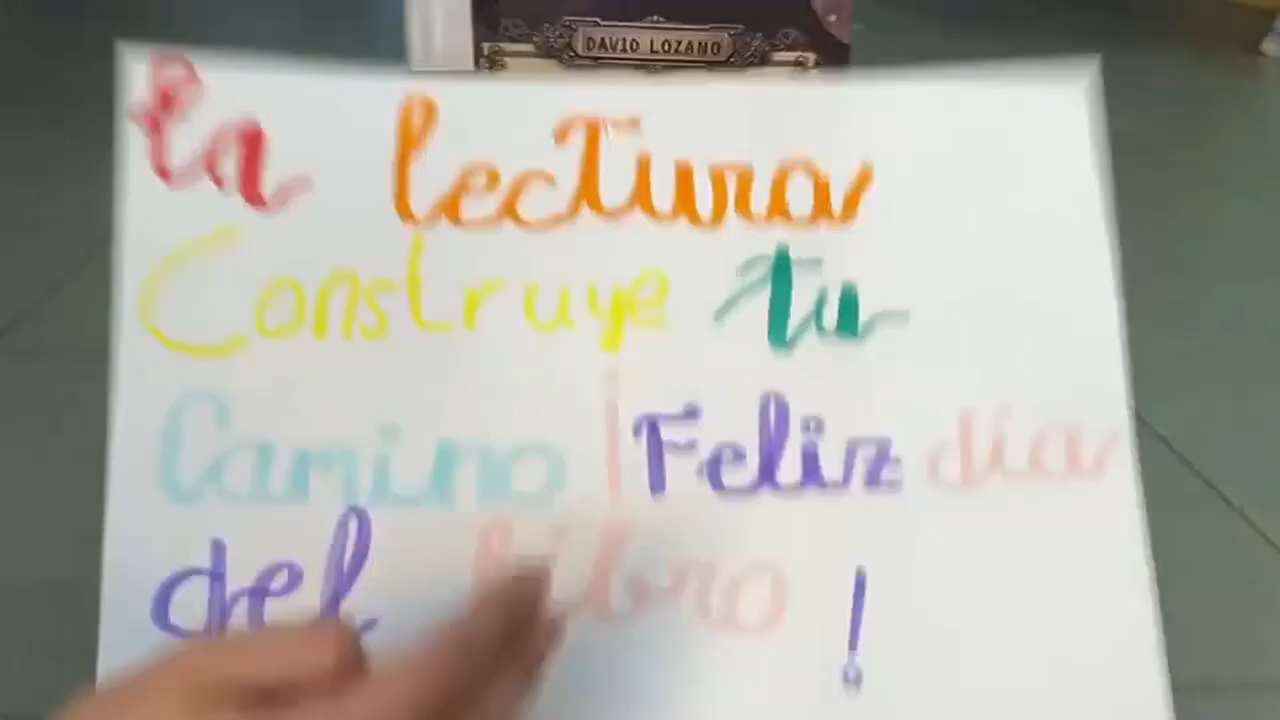 DAVID LOZANO
La lectura
Construye tu
Camino ¡Feliz día
del libro!